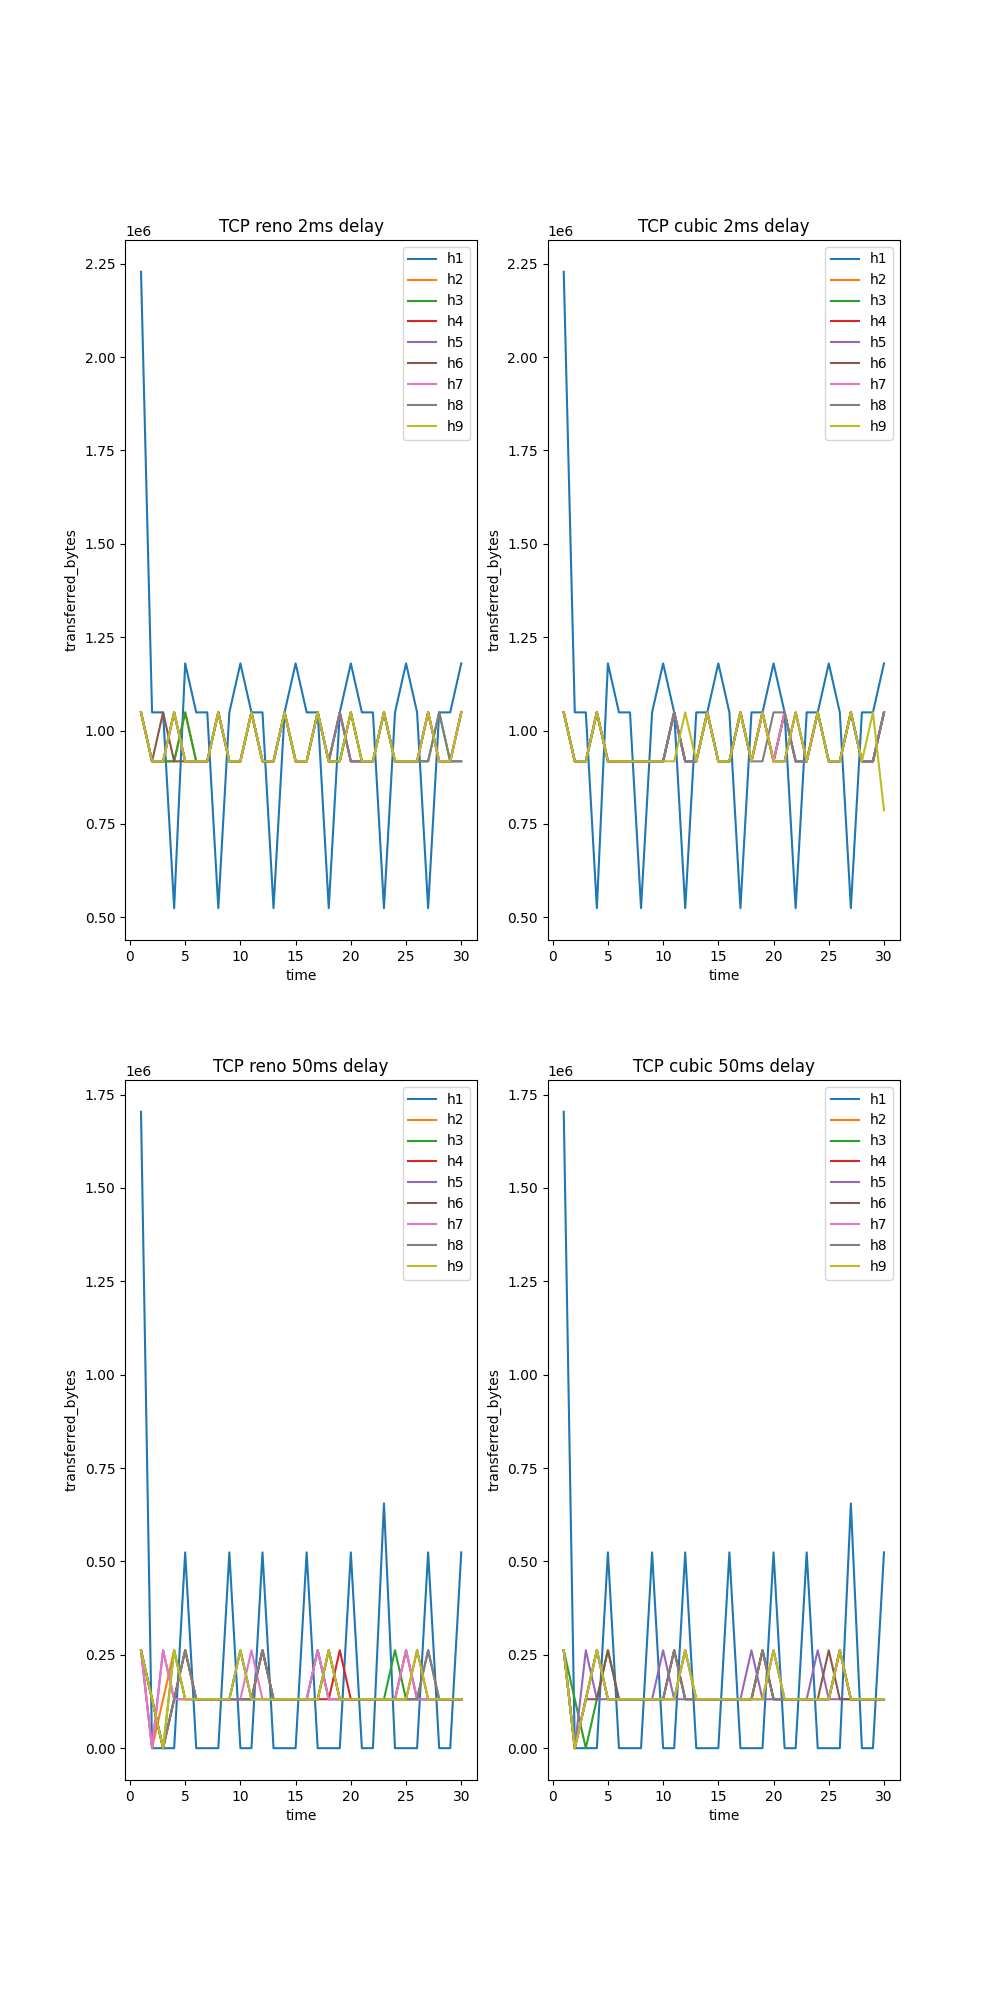 TCP reno 2ms delay
1e6
2.25
2.00
1.75
1.50
1.25
1.00
0.75
0.50
transferred_bytes
0 5 10 15 20 25 30
time
h1
h2
h3
h4
h5
h6
h7
h8
h9
TCP cubic 2ms delay
1e6
2.25
2.00
1.75
1.50
1.25
1.00
0.75
0.50
transferred_bytes
0 5 10 15 20 25 30
time
h1
h2
h3
h4
h5
h6
h7
h8
h9
TCP reno 50ms delay
1e6
1.75
1.50
1.25
1.00
0.75
0.50
0.25
0.00
transferred_bytes
0 5 10 15 20 25 30
time
h1
h2
h3
h4
h5
h6
h7
h8
h9
TCP cubic 50ms delay
1e6
1.75
1.50
1.25
1.00
0.75
0.50
0.25
0.00
transferred_bytes
0 5 10 15 20 25 30
time
h1
h2
h3
h4
h5
h6
h7
h8
h9